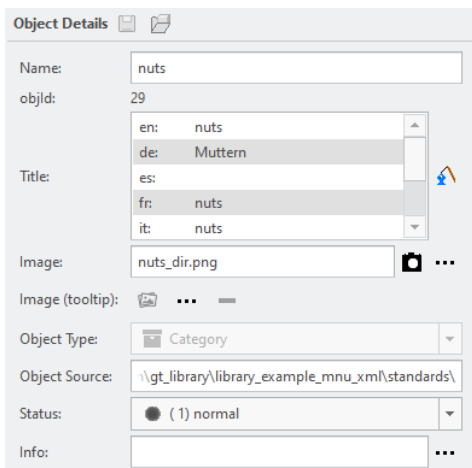 Object Details
Name: nuts
objId: 29
Title:
en: nuts
de: Muttern
es:
fr: nuts
it: nuts
Image: nuts_dir.png
Image (tooltip):
Object Type: Category
Object Source: \gt_library\library_example_mnu_xml\standards\
Status: ( 1) normal
Info: